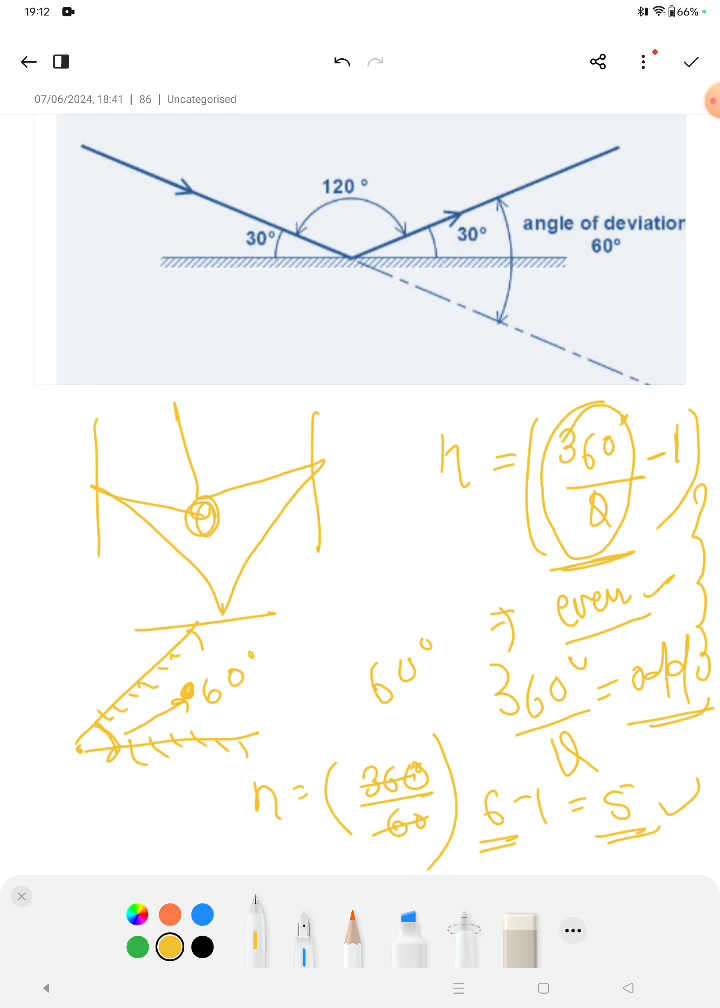 19:12 66%
07/06/2024, 18:41 | 86 | Uncategorised
120 °
30°
30°
angle of deviation
60°
n = (360° / θ - 1)
⇒ even ✓
360° / θ = odd
60°
60°
n = (360° / 60) 6 - 1 = 5 ✓